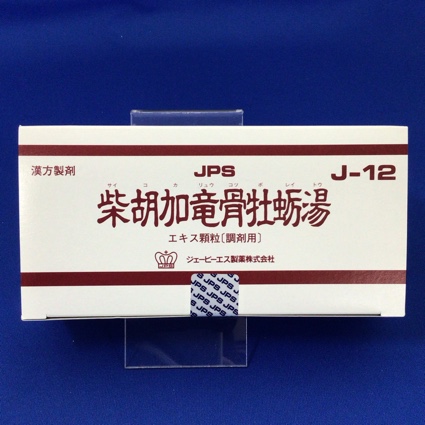 漢方製剤
JPS
J-12
サイ コ カ リュウ コツ ボ レイ トウ
柴胡加竜骨牡蛎湯
エキス顆粒〔調剤用〕
ジェーピーエス製薬株式会社
JPS JPS
JPS